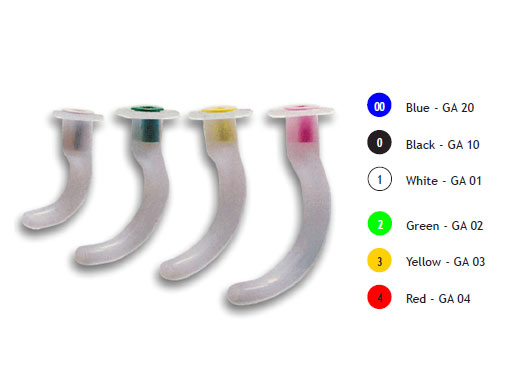 00 Blue - GA 20
0 Black - GA 10
1 White - GA 01
2 Green - GA 02
3 Yellow - GA 03
4 Red - GA 04